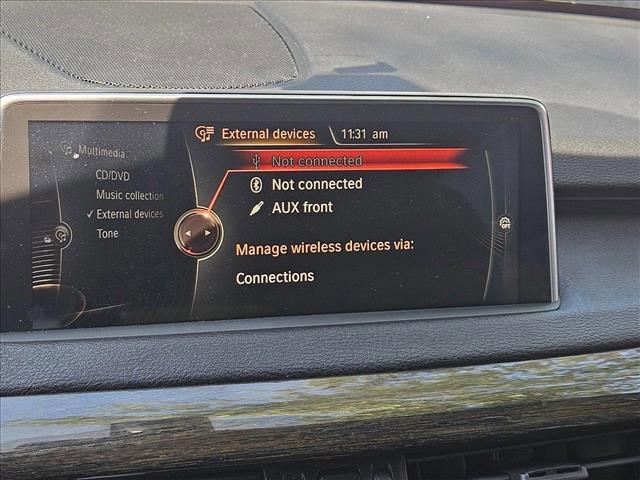 External devices 11:31 am
Multimedia
CD/DVD
Music collection
✓ External devices
Tone
Not connected
Not connected
AUX front
Manage wireless devices via:
Connections
OPT